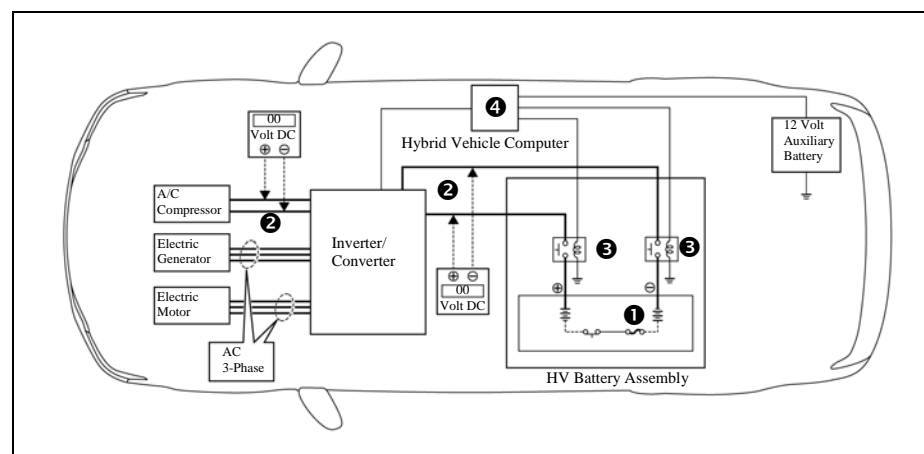 ❹
Hybrid Vehicle Computer
00
Volt DC
⊕ ⊖
12 Volt
Auxiliary
Battery
A/C
Compressor
❷
❷
Electric
Generator
Inverter/
Converter
❸
❸
⊕ ⊖
00
Volt DC
⊕
⊖
Electric
Motor
❶
AC
3-Phase
HV Battery Assembly